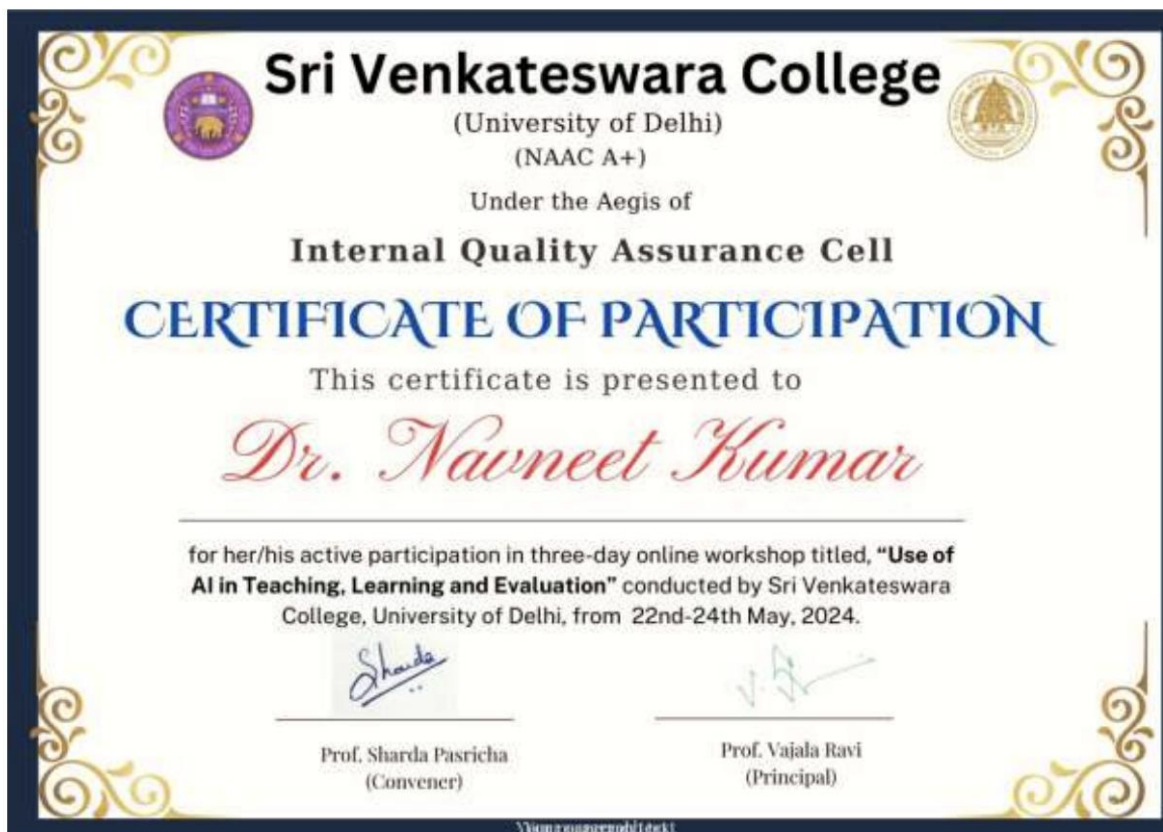 Sri Venkateswara College
(University of Delhi)
(NAAC A+)
Under the Aegis of
Internal Quality Assurance Cell
CERTIFICATE OF PARTICIPATION
This certificate is presented to
Dr. Navneet Kumar
for her/his active participation in three-day online workshop titled, “Use of
AI in Teaching, Learning and Evaluation” conducted by Sri Venkateswara
College, University of Delhi, from 22nd-24th May, 2024.
Sharda
Prof. Sharda Pasricha
(Convener)
Prof. Vajala Ravi
(Principal)